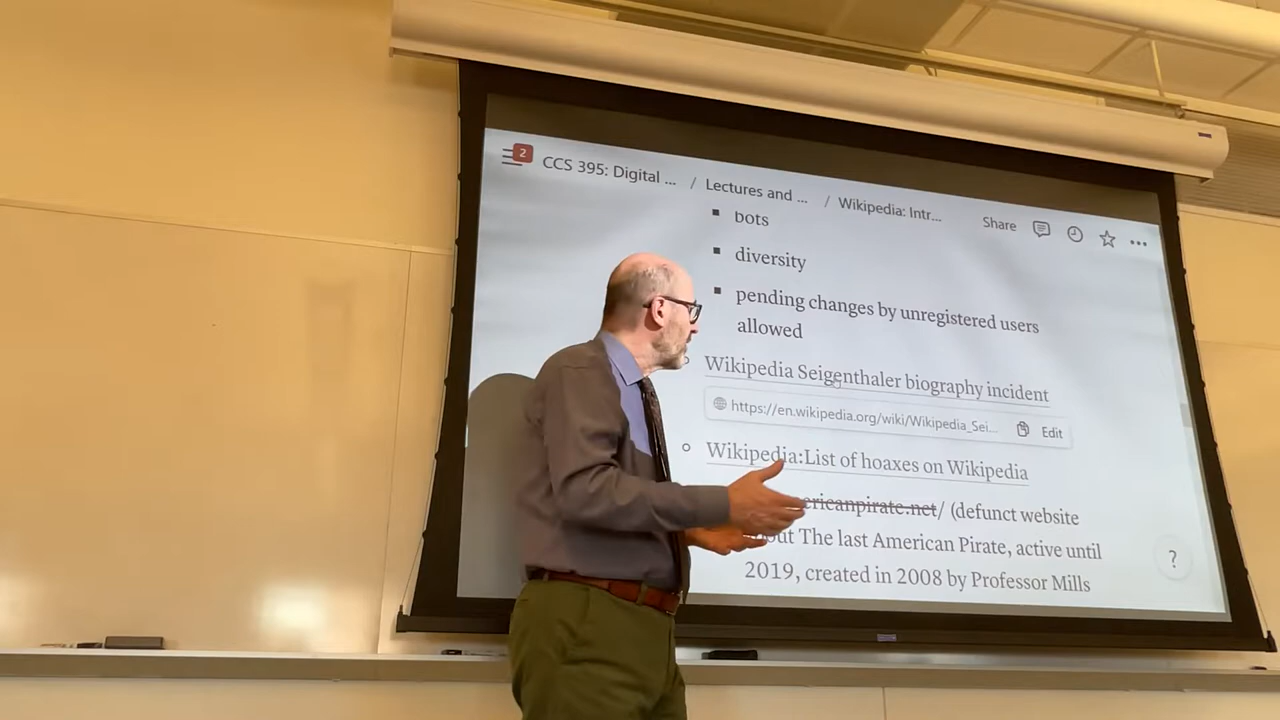 2
CCS 395: Digital ... / Lectures and ... / Wikipedia: Intr... Share
bots
diversity
pending changes by unregistered users
allowed
Wikipedia Seigenthaler biography incident
https://en.wikipedia.org/wiki/Wikipedia_Sei... Edit
Wikipedia:List of hoaxes on Wikipedia
ericanpirate.net/ (defunct website
The last American Pirate, active until
2019, created in 2008 by Professor Mills
?